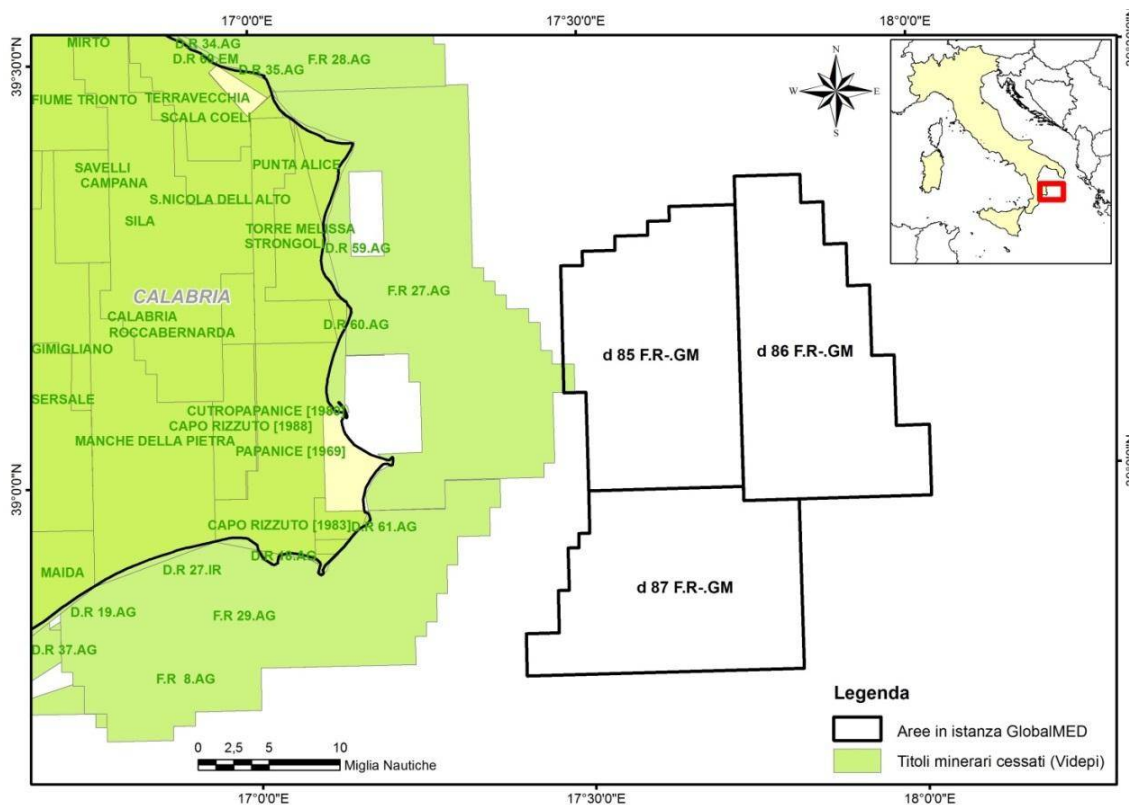 17°0'0"E
17°30'0"E
18°0'0"E
39°30'0"N
39°0'0"N
MIRTO
D.R 34.AG
D.R 35.AG
F.R 28.AG
FIUME TRIONTO
TERRAVECCHIA
SCALA COELI
SAVELLI
CAMPANA
PUNTA ALICE
S.NICOLA DELL ALTO
SILA
TORRE MELISSA
STRONGOLI
D.R 59.AG
F.R 27.AG
CALABRIA
CALABRIA
ROCCABERNARDA
D.R 60.AG
GIMIGLIANO
SERSALE
CUTROPAPANICE [1980]
CAPO RIZZUTO [1988]
MANCHE DELLA PIETRA
PAPANICE [1969]
CAPO RIZZUTO [1983]
D.R 61.AG
D.R 18.AG
MAIDA
D.R 27.IR
D.R 19.AG
F.R 29.AG
D.R 37.AG
F.R 8.AG
d 85 F.R-.GM
d 86 F.R-.GM
d 87 F.R-.GM
N
W
E
S
0 2,5 5 10
Miglia Nautiche
Legenda
Aree in istanza GlobalMED
Titoli minerari cessati (Videpi)
17°0'0"E
17°30'0"E
18°0'0"E